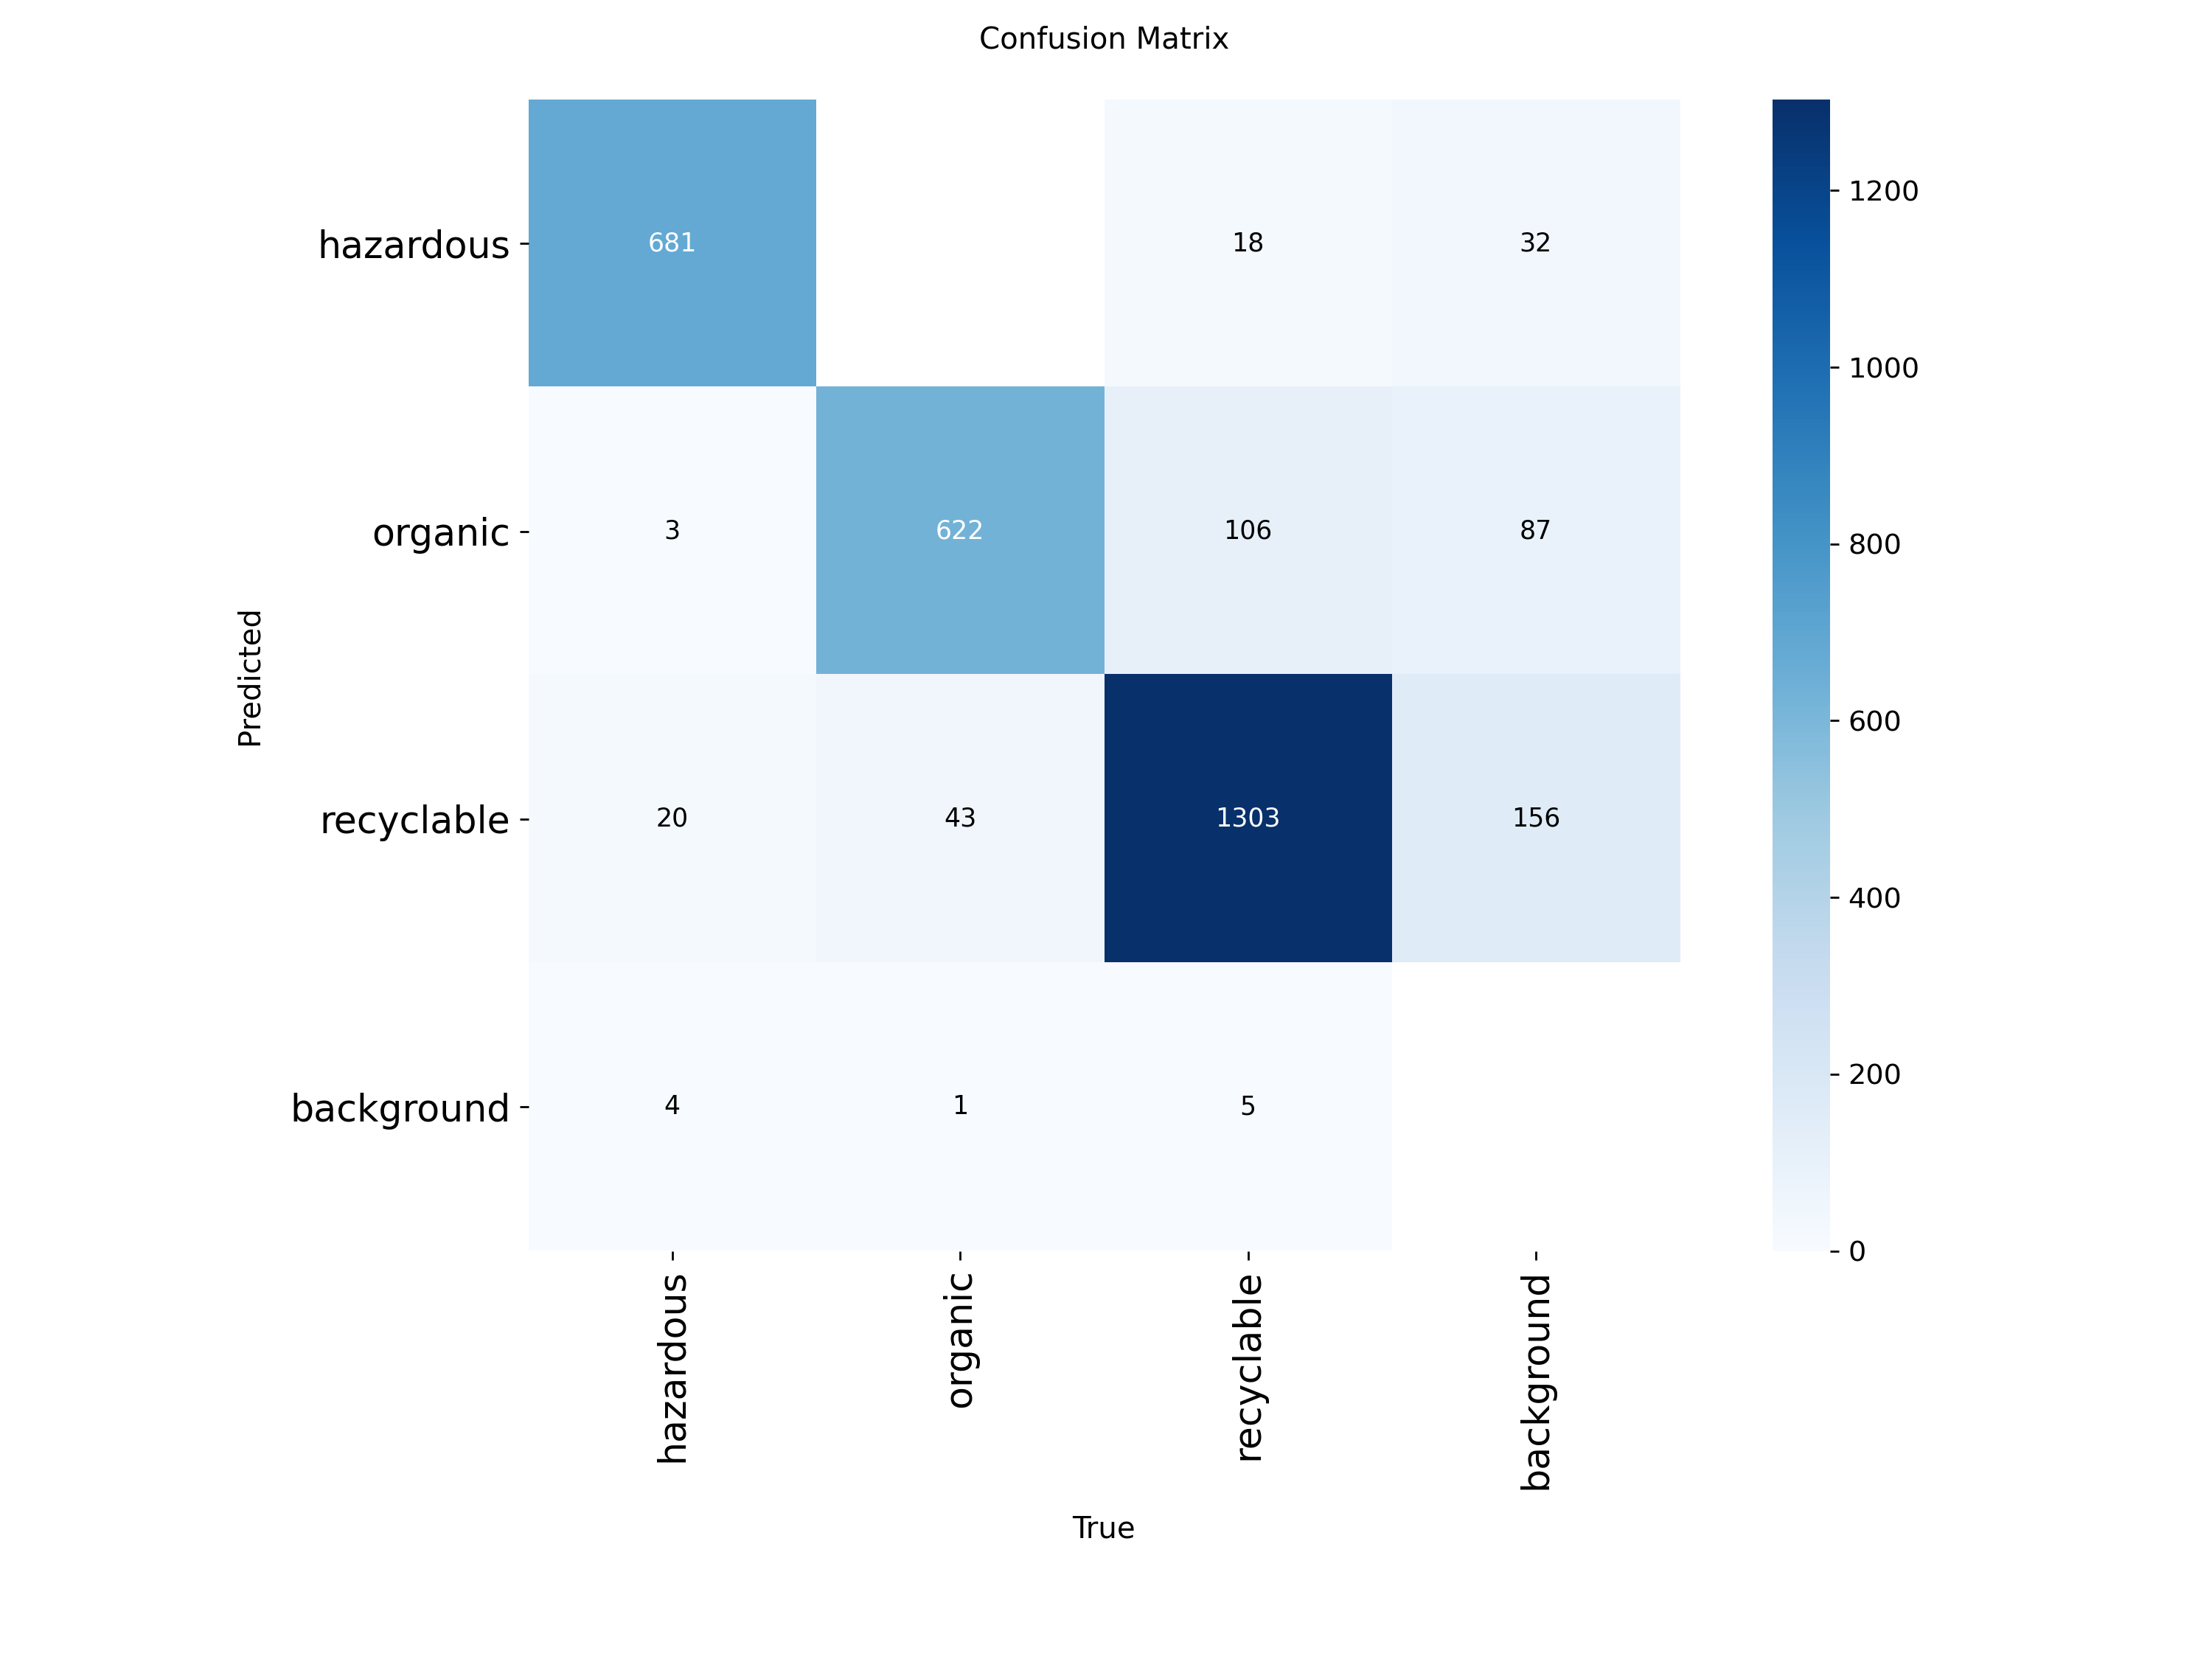 Confusion Matrix
hazardous 681 18 32
organic 3 622 106 87
recyclable 20 43 1303 156
background 4 1 5
Predicted
hazardous organic recyclable background
True
1200
1000
800
600
400
200
0